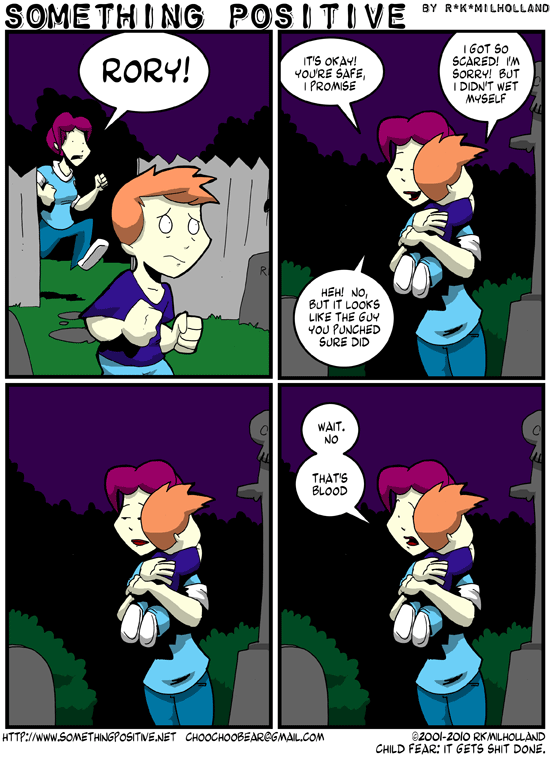 SOMETHING POSITIVE BY R*K*MILHOLLAND
RORY!
R
IT'S OKAY!
YOU'RE SAFE,
I PROMISE
I GOT SO
SCARED! I'M
SORRY! BUT
I DIDN'T WET
MYSELF
HEH! NO,
BUT IT LOOKS
LIKE THE GUY
YOU PUNCHED
SURE DID
WAIT.
NO
THAT'S
BLOOD
HTTP://WWW.SOMETHINGPOSITIVE.NET CHOOCHOOBEAR@GMAIL.COM
©2001-2010 RKMILHOLLAND
CHILD FEAR: IT GETS SHIT DONE.